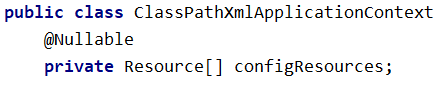 public class ClassPathXmlApplicationContext
@Nullable
private Resource[] configResources;